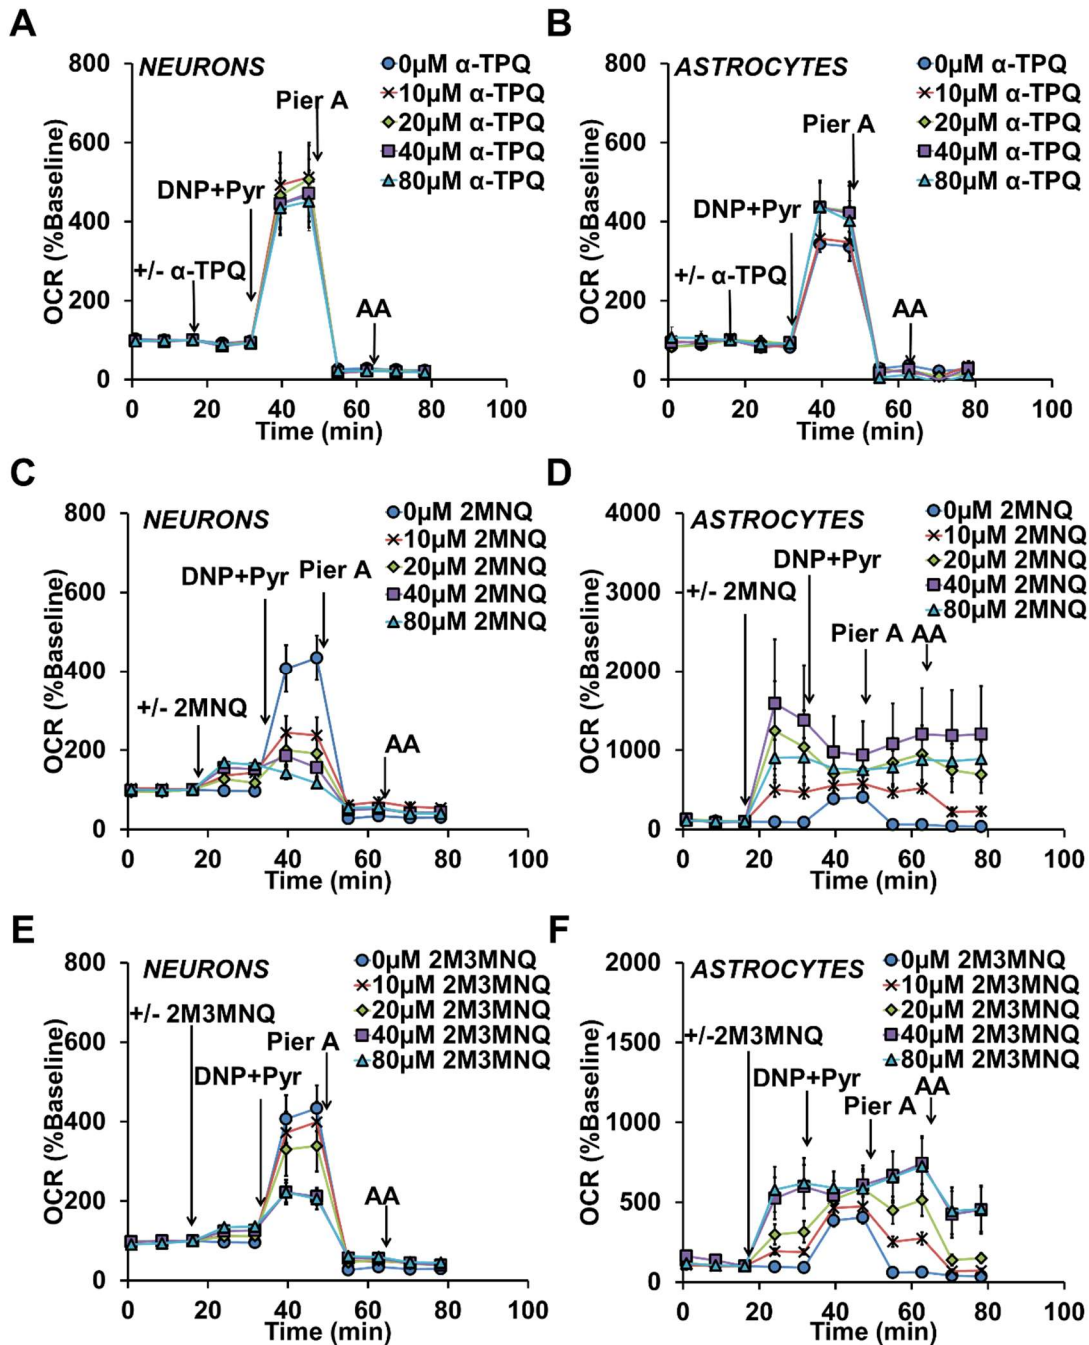 A
NEURONS
OCR (%Baseline)
800
600
400
200
0
0 20 40 60 80 100
Time (min)
0µM α-TPQ
10µM α-TPQ
20µM α-TPQ
40µM α-TPQ
80µM α-TPQ
Pier A
DNP+Pyr
+/- α-TPQ
AA
B
ASTROCYTES
OCR (%Baseline)
800
600
400
200
0
0 20 40 60 80 100
Time (min)
0µM α-TPQ
10µM α-TPQ
20µM α-TPQ
40µM α-TPQ
80µM α-TPQ
Pier A
DNP+Pyr
+/- α-TPQ
AA
C
NEURONS
OCR (%Baseline)
800
600
400
200
0
0 20 40 60 80 100
Time (min)
0µM 2MNQ
10µM 2MNQ
20µM 2MNQ
40µM 2MNQ
80µM 2MNQ
DNP+Pyr Pier A
+/- 2MNQ
AA
D
ASTROCYTES
OCR (%Baseline)
4000
3000
2000
1000
0
0 20 40 60 80 100
Time (min)
0µM 2MNQ
10µM 2MNQ
20µM 2MNQ
40µM 2MNQ
80µM 2MNQ
DNP+Pyr
+/- 2MNQ
Pier A AA
E
NEURONS
OCR (%Baseline)
800
600
400
200
0
0 20 40 60 80 100
Time (min)
0µM 2M3MNQ
10µM 2M3MNQ
20µM 2M3MNQ
40µM 2M3MNQ
80µM 2M3MNQ
+/- 2M3MNQ
Pier A
DNP+Pyr
AA
F
ASTROCYTES
OCR (%Baseline)
2000
1500
1000
500
0
0 20 40 60 80 100
Time (min)
0µM 2M3MNQ
10µM 2M3MNQ
20µM 2M3MNQ
40µM 2M3MNQ
80µM 2M3MNQ
+/-2M3MNQ
DNP+Pyr
Pier A
AA